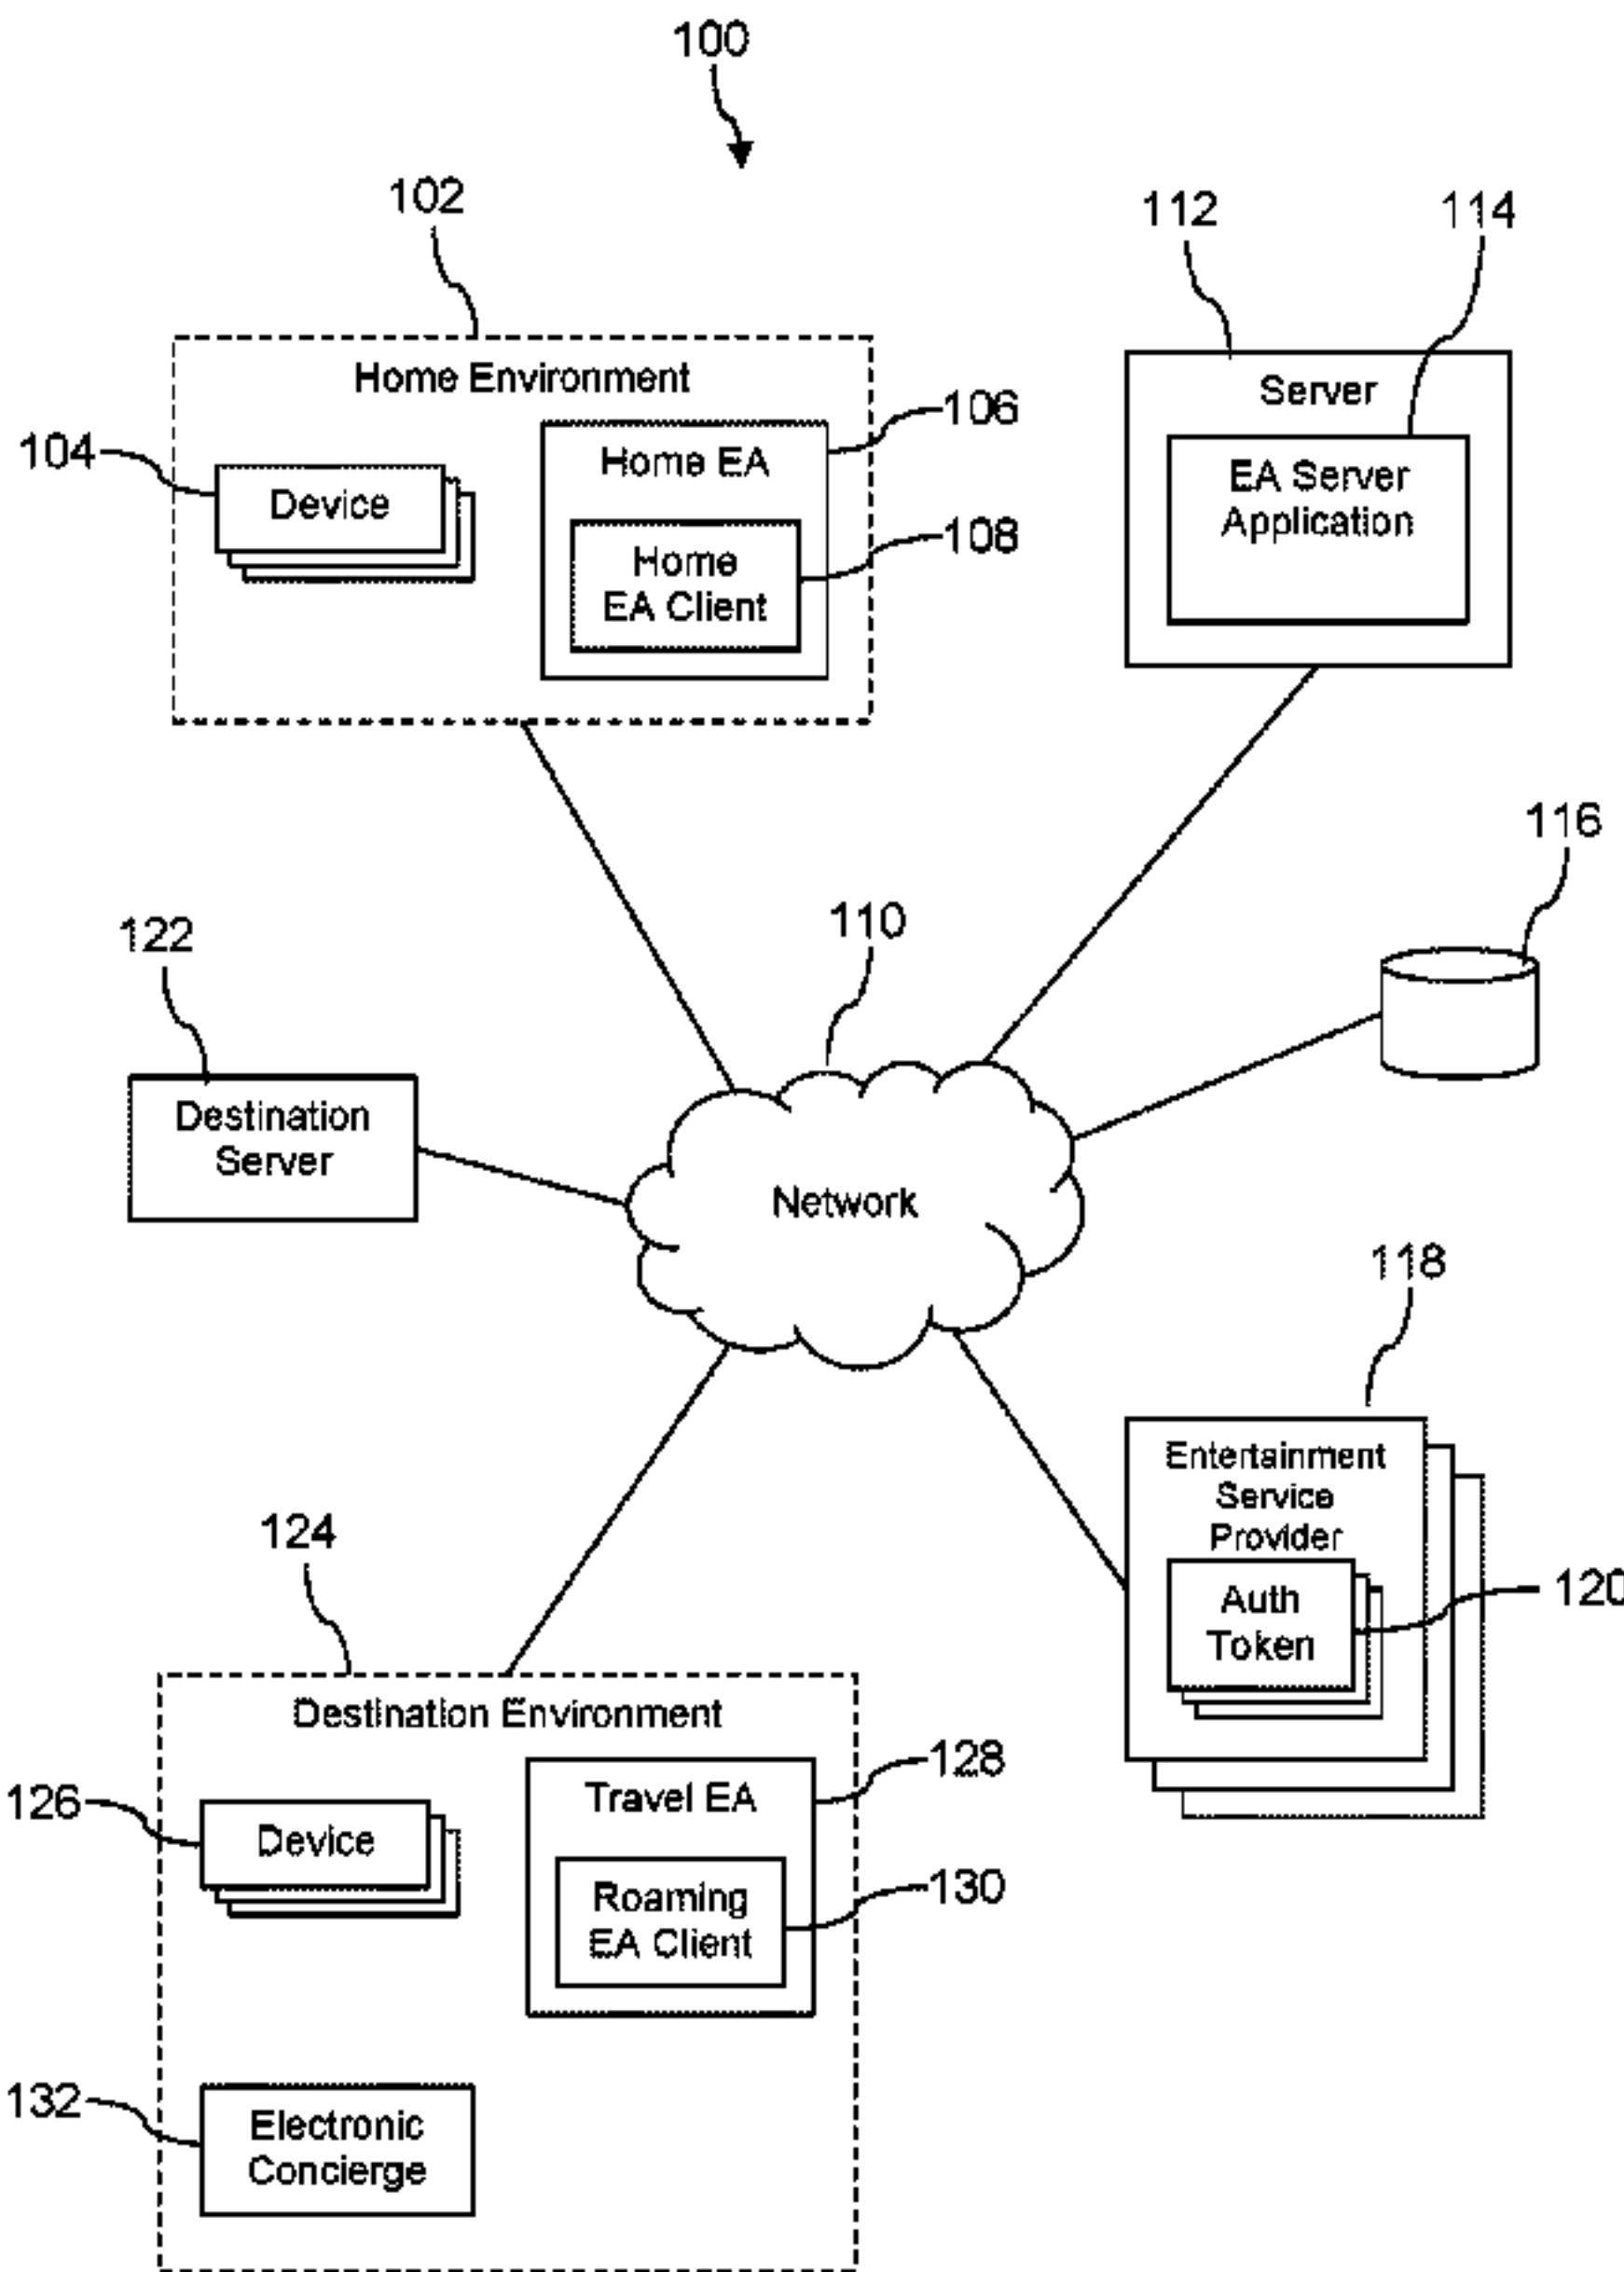 100
102
112
114
Home Environment
Server
106
104
Home EA
Device
EA Server
Application
108
Home
EA Client
116
110
122
Destination
Server
Network
118
Entertainment
Service
Provider
124
120
Auth
Token
Destination Environment
128
126
Travel EA
Device
130
Roaming
EA Client
132
Electronic
Concierge